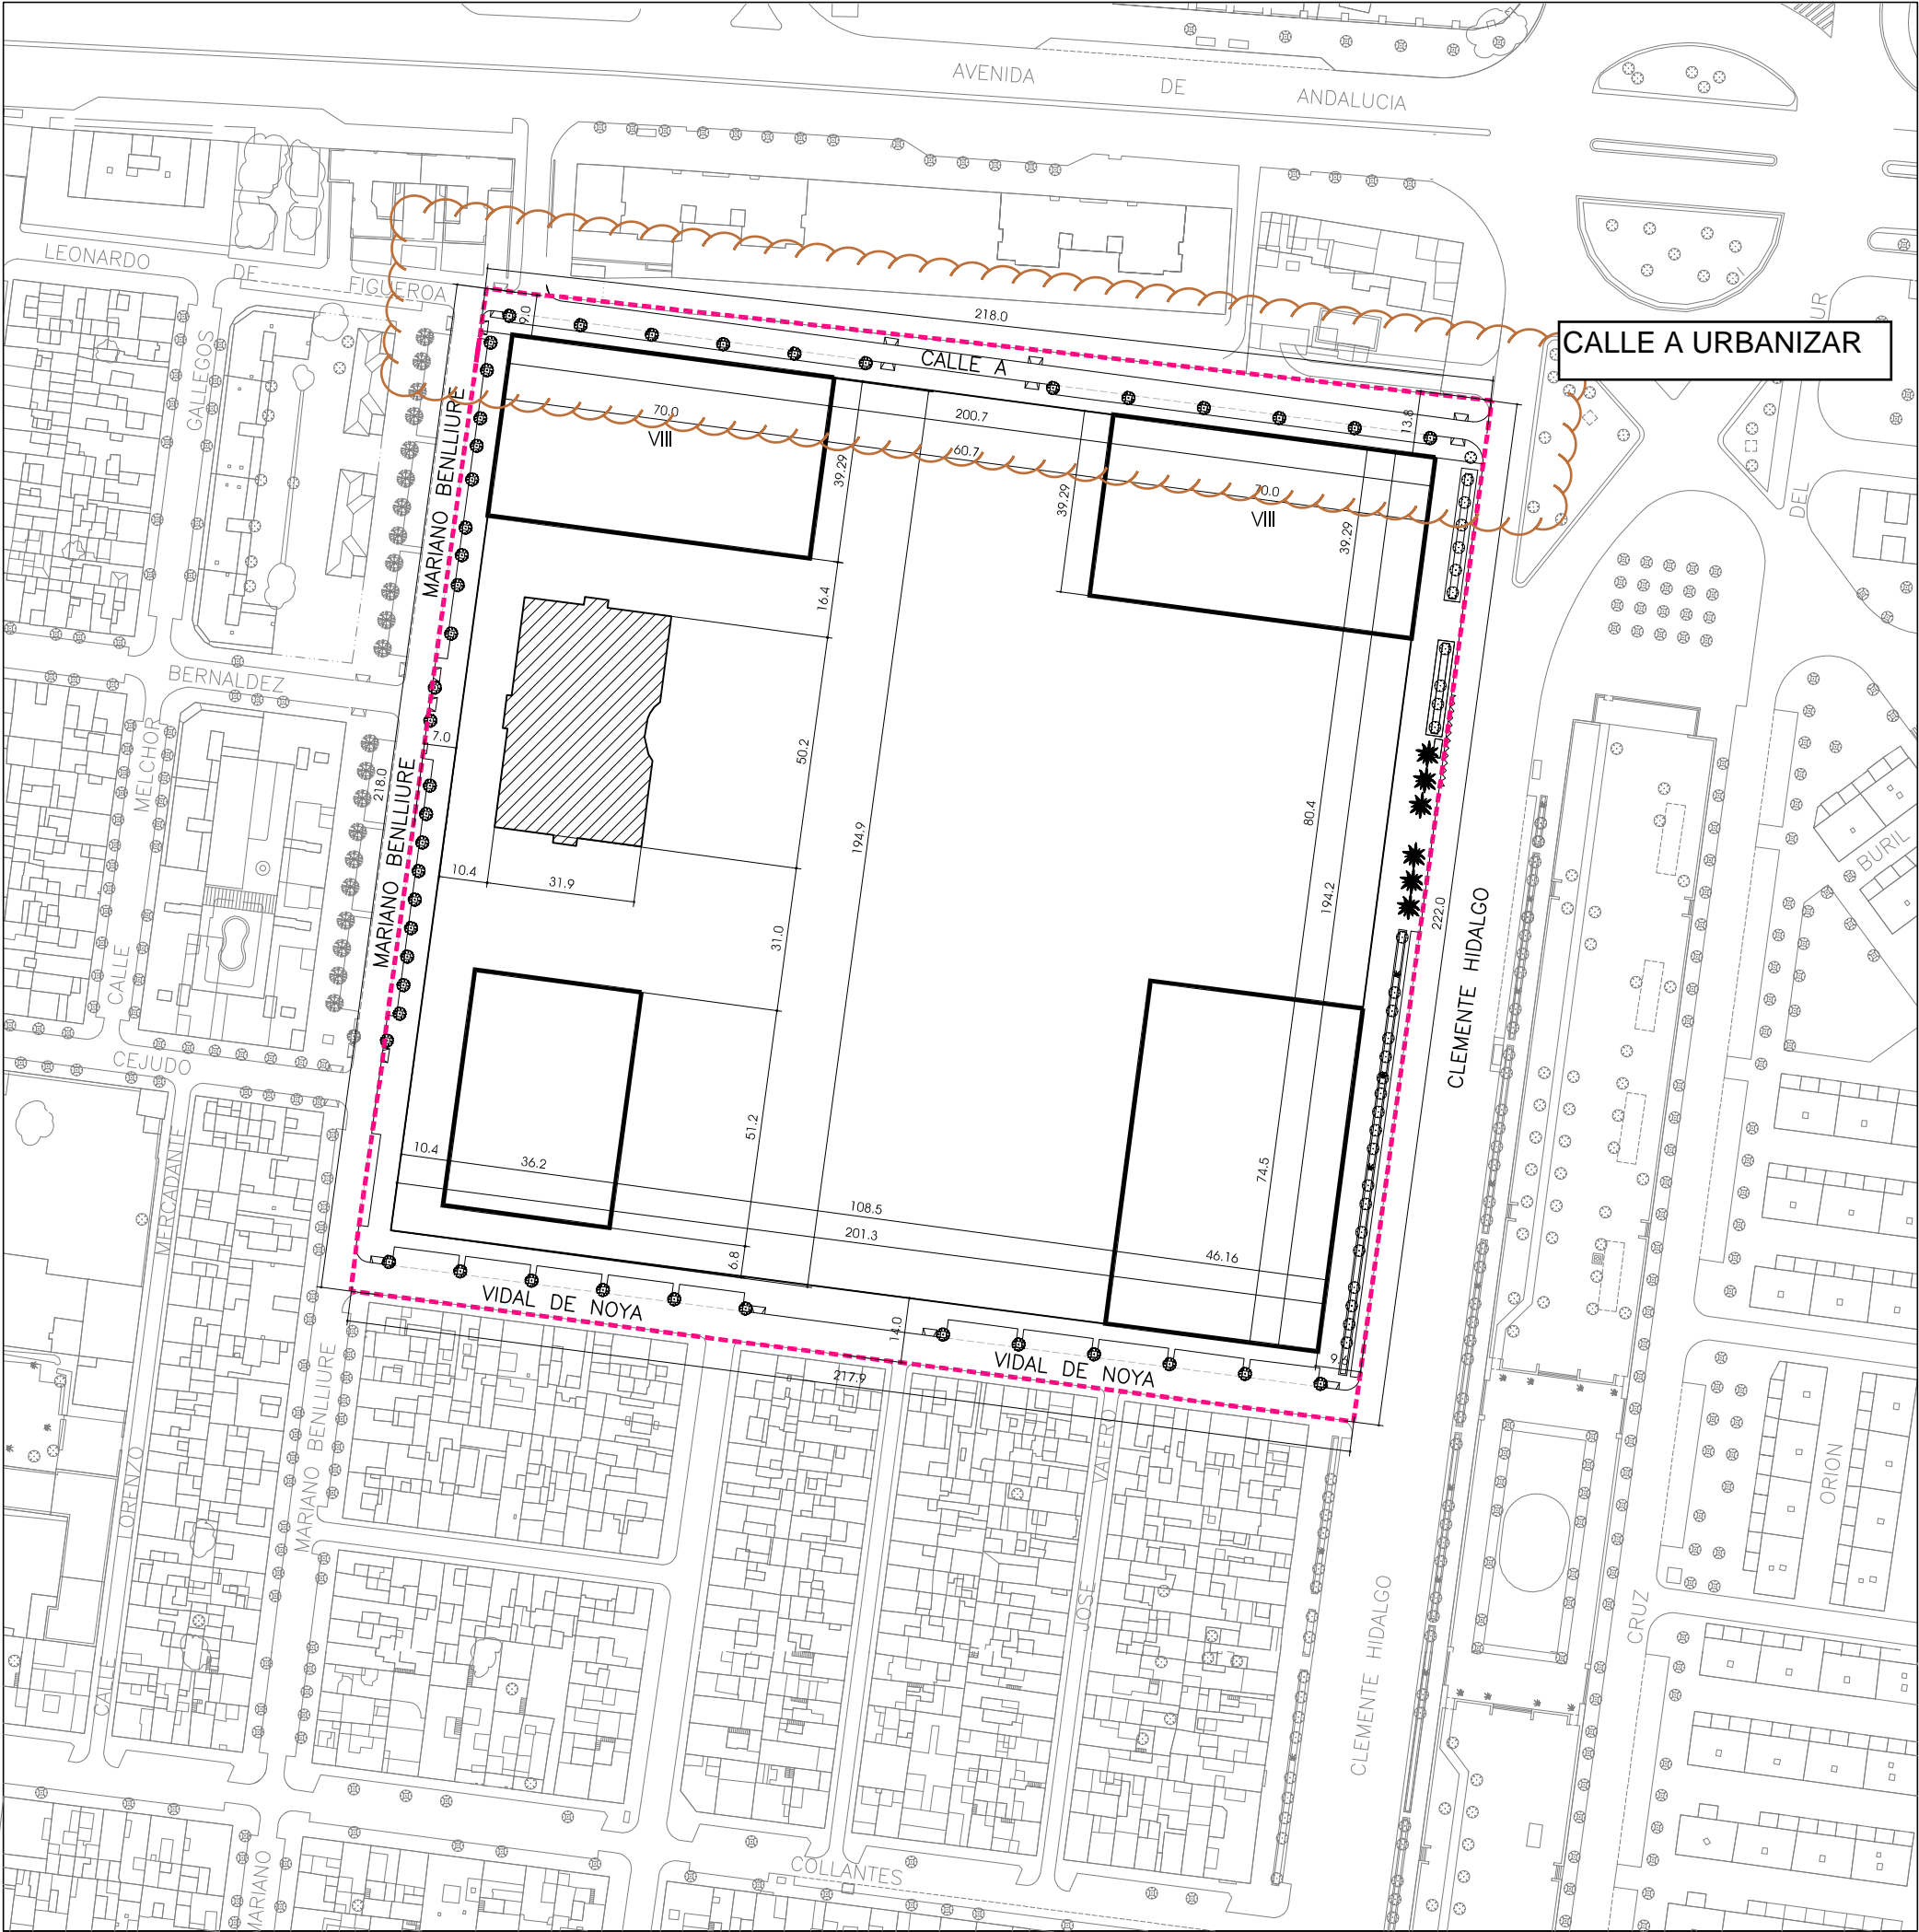 AVENIDA DE ANDALUCIA
LEONARDO DE FIGUEROA
GALLEGOS
218.0
9.0
CALLE A
CALLE A URBANIZAR
SUR
DEL
70.0
VIII
200.7
60.7
13.8
39.29
39.29
70.0
VIII
39.29
MARIANO BENLLIURE
16.4
BERNALDEZ
MELCHOR
CALLE
7.0
218.0
MARIANO BENLLIURE
50.2
194.9
80.4
194.2
222.0
CLEMENTE HIDALGO
BURIL
10.4
31.9
31.0
CEJUDO
MERCADANTE
LORENZO
CALLE
51.2
10.4
36.2
108.5
201.3
74.5
46.16
6.8
VIDAL DE NOYA
14.0
VIDAL DE NOYA
217.9
MARIANO BENLLIURE
JOSE VALERO
CLEMENTE HIDALGO
CRUZ
ORION
COLLANTES
MARIANO